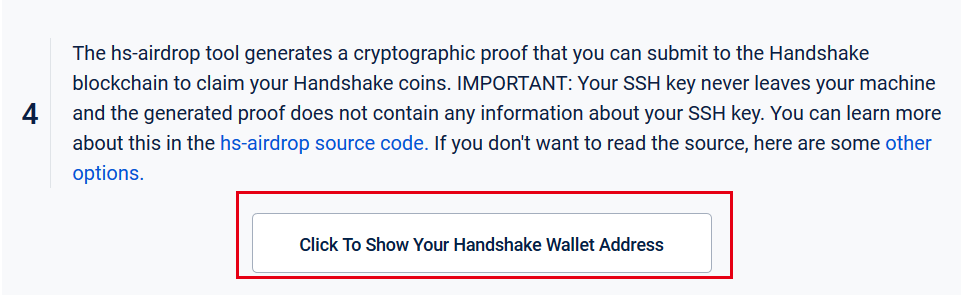 The hs-airdrop tool generates a cryptographic proof that you can submit to the Handshake
blockchain to claim your Handshake coins. IMPORTANT: Your SSH key never leaves your machine
4
and the generated proof does not contain any information about your SSH key. You can learn more
about this in the hs-airdrop source code. If you don't want to read the source, here are some other
options.
Click To Show Your Handshake Wallet Address